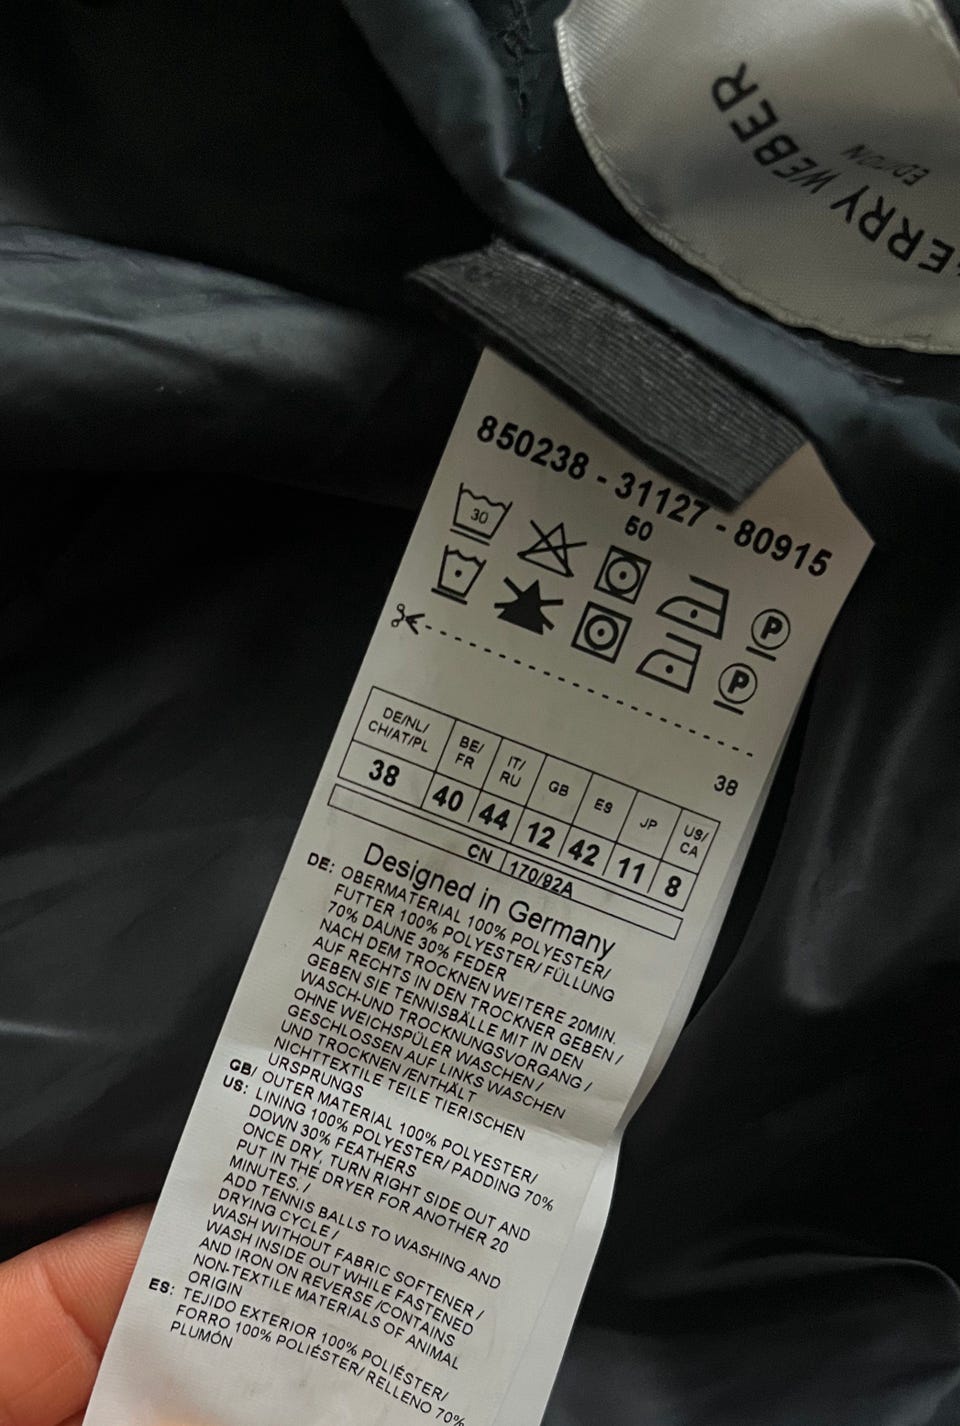 ERRY WEBER
EDITION
850238 - 31127 - 80915
60
30
P
P
38
DE/NL/ CH/AT/PL BE/ FR IT/ RU GB ES JP US/ CA
38 40 44 12 42 11 8
CN 170/92A
Designed in Germany
DE: OBERMATERIAL 100% POLYESTER/
FUTTER 100% POLYESTER/ FÜLLUNG
70% DAUNE 30% FEDER
NACH DEM TROCKNEN WEITERE 20MIN.
AUF RECHTS IN DEN TROCKNER GEBEN /
GEBEN SIE TENNISBÄLLE MIT IN DEN
WASCH-UND TROCKNUNGSVORGANG /
OHNE WEICHSPÜLER WASCHEN /
GESCHLOSSEN AUF LINKS WASCHEN
UND TROCKNEN /ENTHÄLT
NICHTTEXTILE TEILE TIERISCHEN
URSPRUNGS
GB/ US: OUTER MATERIAL 100% POLYESTER/
LINING 100% POLYESTER/ PADDING 70%
DOWN 30% FEATHERS
ONCE DRY, TURN RIGHT SIDE OUT AND
PUT IN THE DRYER FOR ANOTHER 20
MINUTES. /
ADD TENNIS BALLS TO WASHING AND
DRYING CYCLE /
WASH WITHOUT FABRIC SOFTENER /
WASH INSIDE OUT WHILE FASTENED
AND IRON ON REVERSE /CONTAINS
NON-TEXTILE MATERIALS OF ANIMAL
ORIGIN
ES: TEJIDO EXTERIOR 100% POLIÉSTER/
FORRO 100% POLIÉSTER/ RELLENO 70%
PLUMÓN